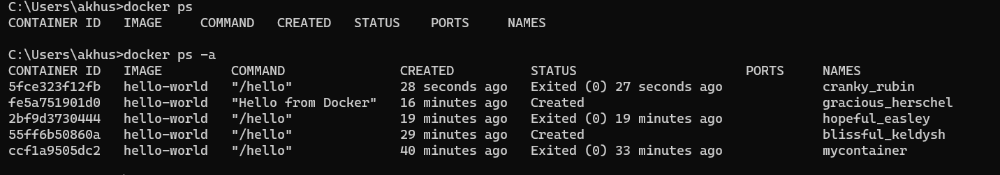 C:\Users\akhus>docker ps
CONTAINER ID   IMAGE     COMMAND   CREATED   STATUS    PORTS     NAMES
C:\Users\akhus>docker ps -a
CONTAINER ID   IMAGE         COMMAND               CREATED          STATUS                      PORTS     NAMES
5fce323f12fb   hello-world   "/hello"              28 seconds ago   Exited (0) 27 seconds ago             cranky_rubin
fe5a751901d0   hello-world   "Hello from Docker"   16 minutes ago   Created                               gracious_herschel
2bf9d3730444   hello-world   "/hello"              19 minutes ago   Exited (0) 19 minutes ago             hopeful_easley
55ff6b50860a   hello-world   "/hello"              29 minutes ago   Created                               blissful_keldysh
ccf1a9505dc2   hello-world   "/hello"              40 minutes ago   Exited (0) 33 minutes ago             mycontainer